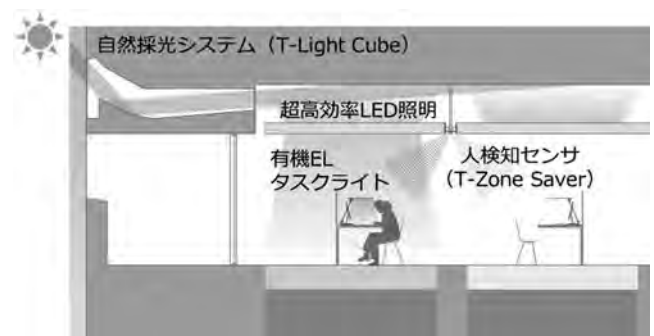 自然採光システム（T-Light Cube）
超高効率LED照明
有機EL
タスクライト
人検知センサ
（T-Zone Saver）